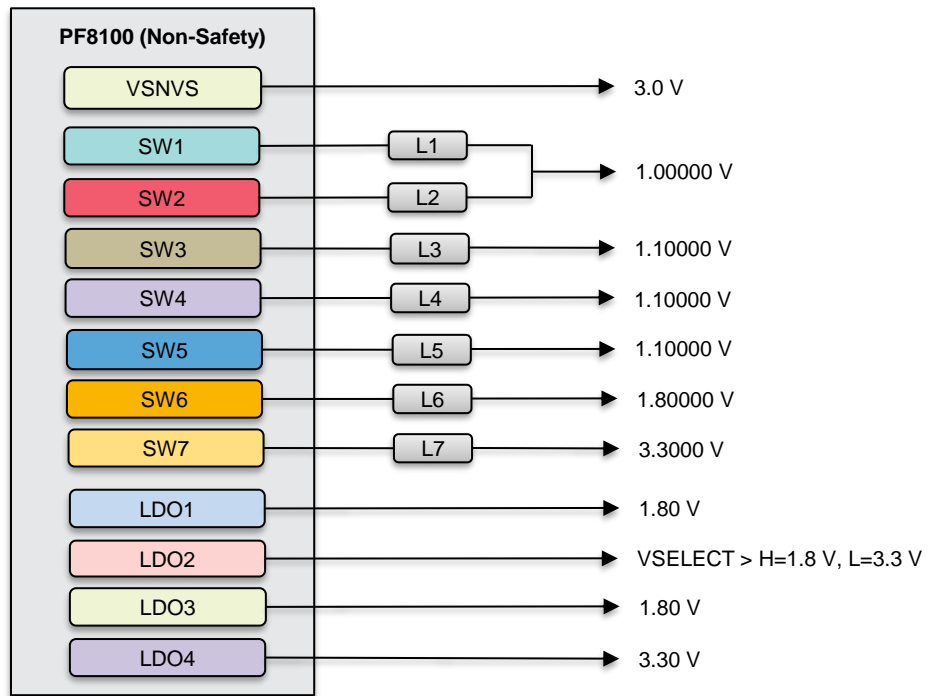 PF8100 (Non-Safety)
VSNVS
3.0 V
SW1
L1
1.00000 V
SW2
L2
SW3
L3
1.10000 V
SW4
L4
1.10000 V
SW5
L5
1.10000 V
SW6
L6
1.80000 V
SW7
L7
3.3000 V
LDO1
1.80 V
LDO2
VSELECT > H=1.8 V, L=3.3 V
LDO3
1.80 V
LDO4
3.30 V